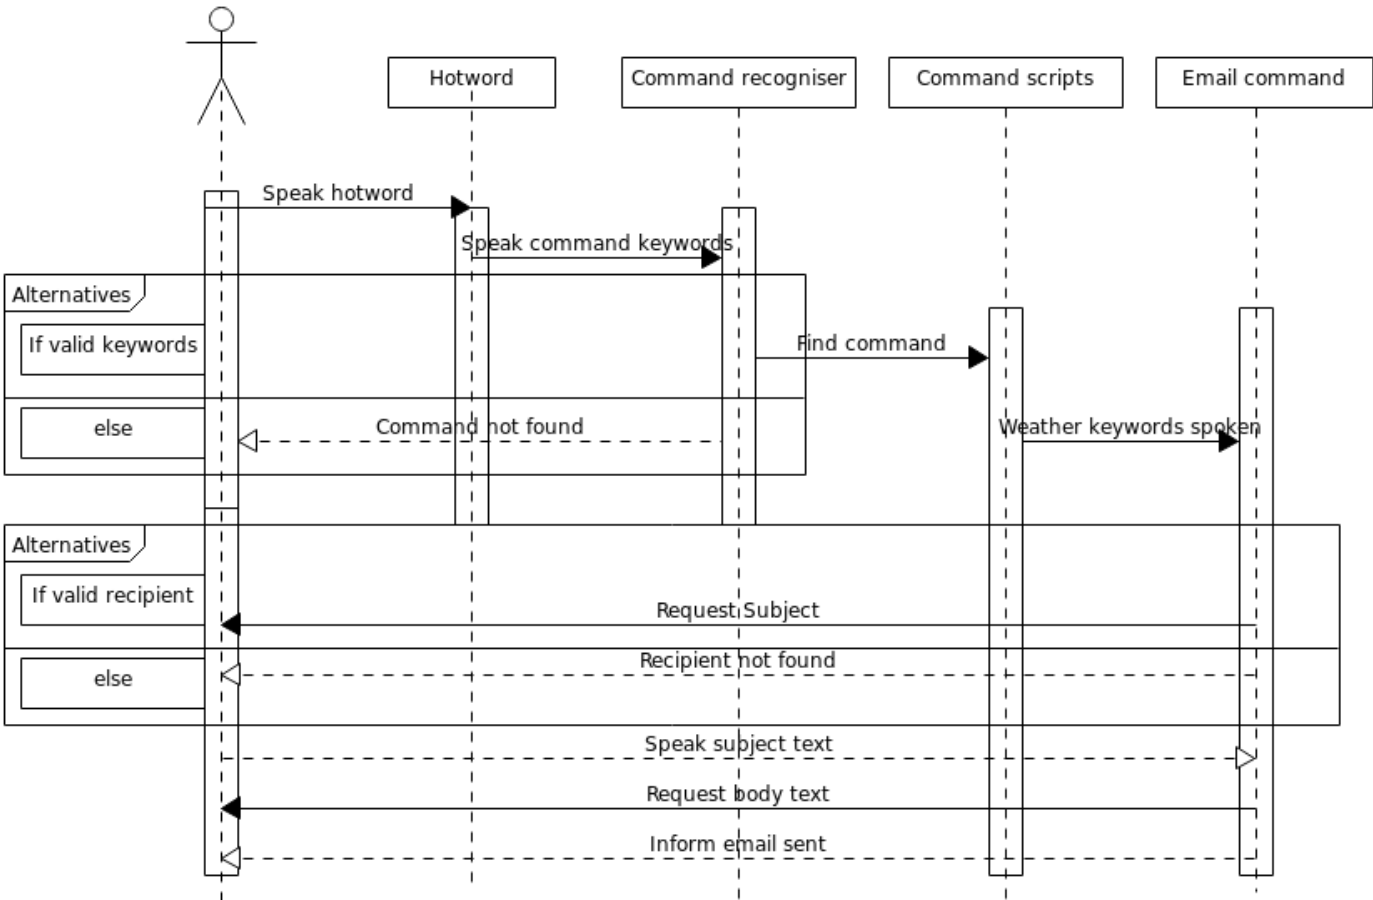 Hotword
Command recogniser
Command scripts
Email command
Speak hotword
Speak command keywords
Alternatives
If valid keywords
Find command
else
Command not found
Weather keywords spoken
Alternatives
If valid recipient
Request Subject
Recipient not found
else
Speak subject text
Request body text
Inform email sent